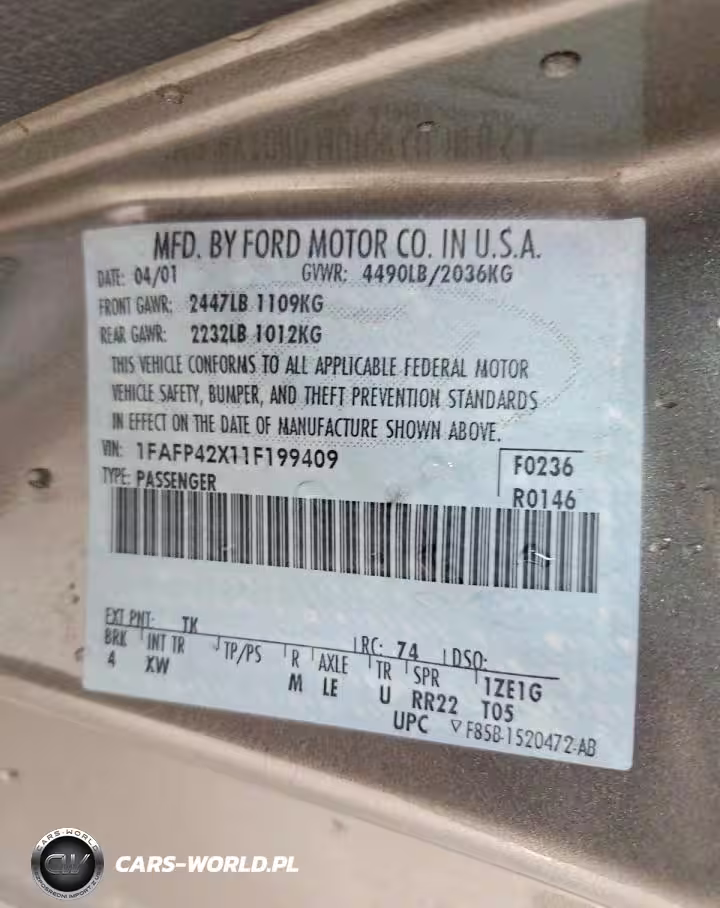 MFD. BY FORD MOTOR CO. IN U.S.A.
DATE: 04/01 GVWR: 4490LB/2036KG
FRONT GAWR: 2447LB 1109KG
REAR GAWR: 2232LB 1012KG
THIS VEHICLE CONFORMS TO ALL APPLICABLE FEDERAL MOTOR
VEHICLE SAFETY, BUMPER, AND THEFT PREVENTION STANDARDS
IN EFFECT ON THE DATE OF MANUFACTURE SHOWN ABOVE.
VIN: 1FAFP42X11F199409 F0236
TYPE: PASSENGER R0146
EXT PNT: TK RC: 74 DSO:
BRK INT TR TP/PS R AXLE TR SPR 1ZE1G
4 XW M LE U RR22 T05
UPC ▽ F85B-1520472-AB
CARS-WORLD
CW
CARS-WORLD.PL